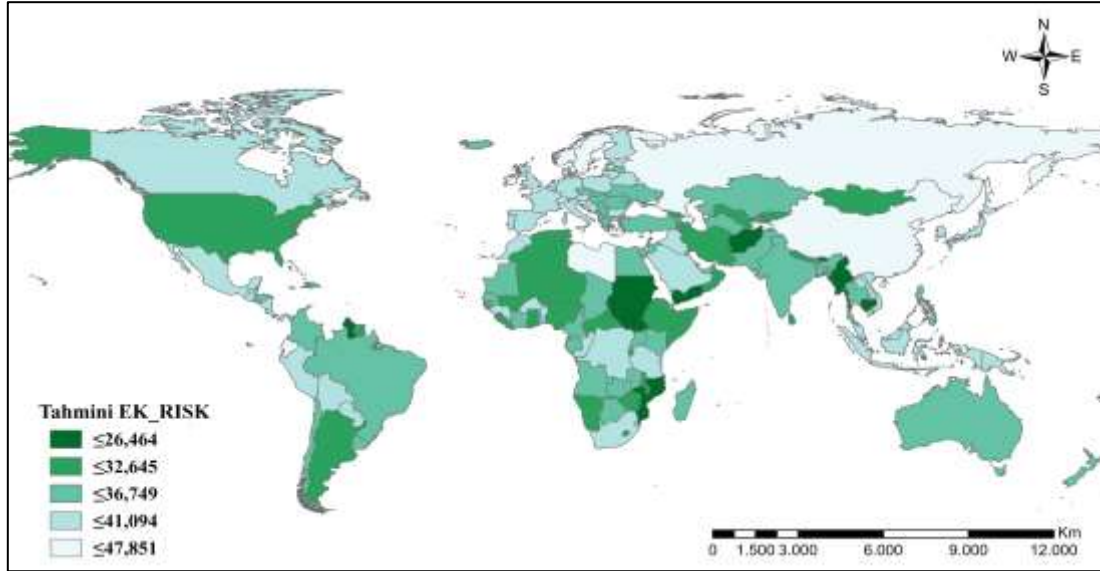 N
W E
S
Tahmini EK_RISK
≤26,464
≤32,645
≤36,749
≤41,094
≤47,851
Km
0 1.500 3.000 6.000 9.000 12.000